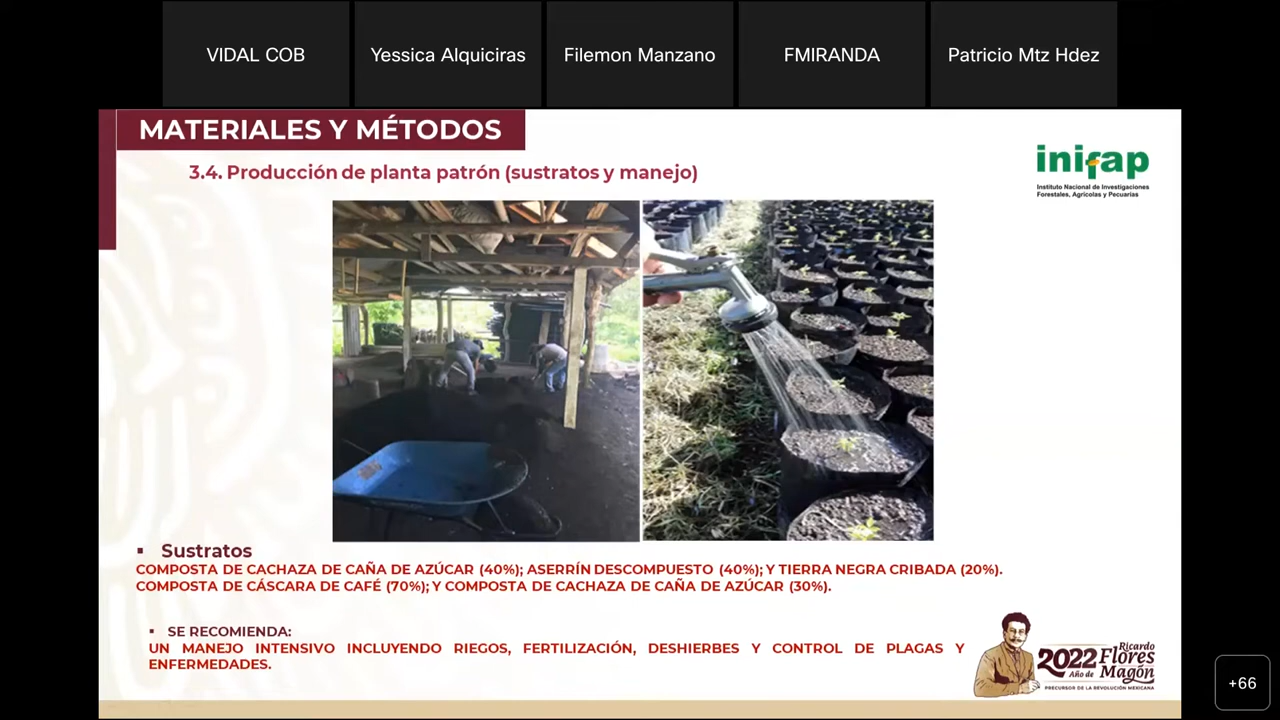 VIDAL COB
Yessica Alquiciras
Filemon Manzano
FMIRANDA
Patricio Mtz Hdez
MATERIALES Y MÉTODOS
3.4. Producción de planta patrón (sustratos y manejo)
inifap
Instituto Nacional de Investigaciones
Forestales, Agrícolas y Pecuarias
▪ Sustratos
COMPOSTA DE CACHAZA DE CAÑA DE AZÚCAR (40%); ASERRÍN DESCOMPUESTO (40%); Y TIERRA NEGRA CRIBADA (20%).
COMPOSTA DE CÁSCARA DE CAFÉ (70%); Y COMPOSTA DE CACHAZA DE CAÑA DE AZÚCAR (30%).
▪ SE RECOMIENDA:
UN MANEJO INTENSIVO INCLUYENDO RIEGOS, FERTILIZACIÓN, DESHIERBES Y CONTROL DE PLAGAS Y
ENFERMEDADES.
2022 Ricardo
Año de Flores
Magón
PRECURSOR DE LA REVOLUCIÓN MEXICANA
+66